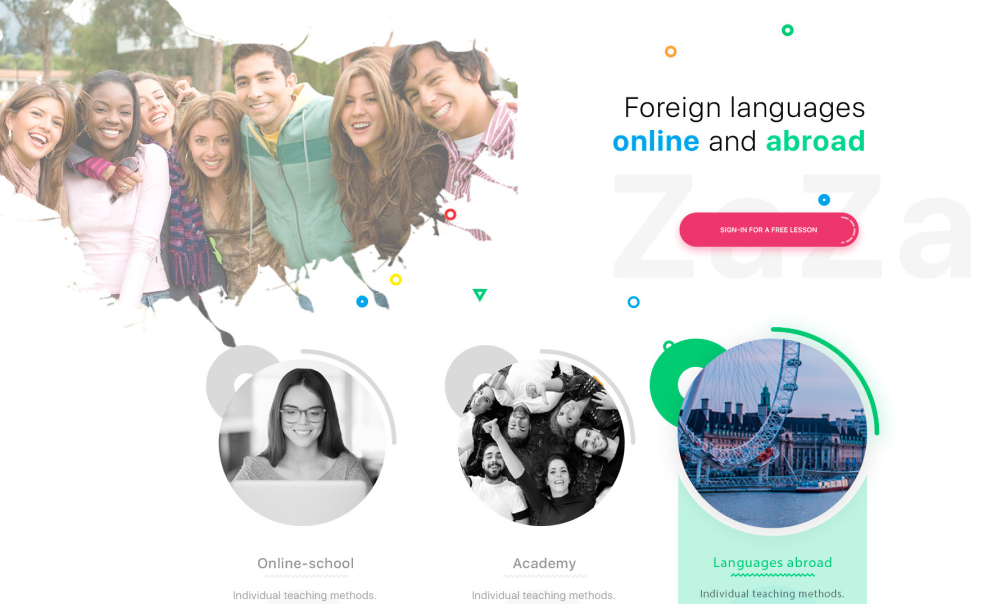 Foreign languages
online and abroad
ZaZa
SIGN-IN FOR A FREE LESSON
Online-school
Academy
Languages abroad
Individual teaching methods.
Individual teaching methods.
Individual teaching methods.